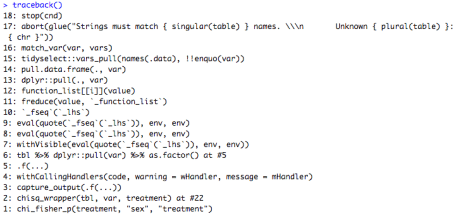 > traceback()
18: stop(cnd)
17: abort(glue("Strings must match { singular(table) } names. \\\n      Unknown { plural(table) }:
{ chr }"))
16: match_var(var, vars)
15: tidyselect::vars_pull(names(.data), !!enquo(var))
14: pull.data.frame(., var)
13: dplyr::pull(., var)
12: function_list[[i]](value)
11: freduce(value, `_function_list`)
10: `_fseq`(`_lhs`)
9: eval(quote(`_fseq`(`_lhs`)), env, env)
8: eval(quote(`_fseq`(`_lhs`)), env, env)
7: withVisible(eval(quote(`_fseq`(`_lhs`)), env, env))
6: tbl %>% dplyr::pull(var) %>% as.factor() at #5
5: .f(...)
4: withCallingHandlers(code, warning = wHandler, message = mHandler)
3: capture_output(.f(...))
2: chisq_wrapper(tbl, var, treatment) at #22
1: chi_fisher_p(treatment, "sex", "treatment")